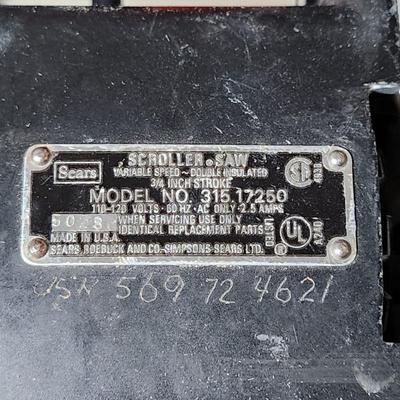 SCROLLER SAW
Sears
VARIABLE SPEED ~ DOUBLE INSULATED
3/4 INCH STROKE
MODEL NO. 315.17250
110-120 VOLTS · 60 HZ · AC ONLY · 2.5 AMPS
WHEN SERVICING USE ONLY
IDENTICAL REPLACEMENT PARTS
MADE IN U.S.A.
SEARS, ROEBUCK AND CO.-SIMPSONS-SEARS LTD.
LISTED
UL
569 72 4621